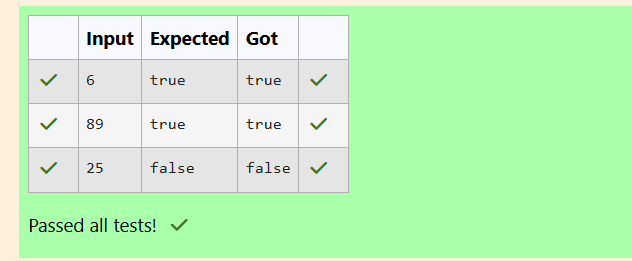 Input Expected Got
6 true true
89 true true
25 false false
Passed all tests!